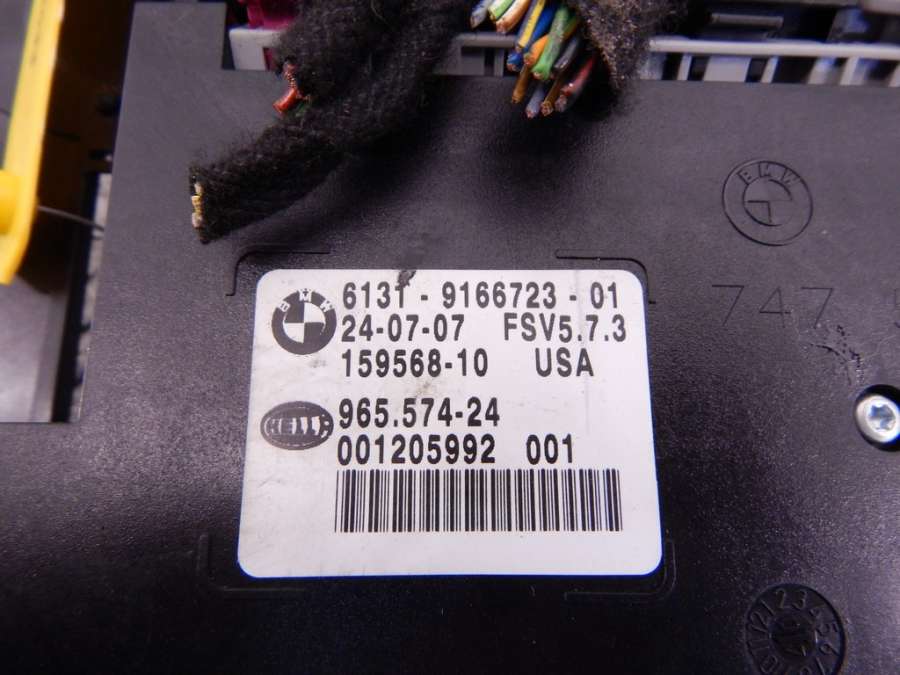 BMW
747
BMW 6131 - 9166723 - 01
24-07-07 FSV5.7.3
159568-10 USA
HELLA 965.574-24
001205992 001